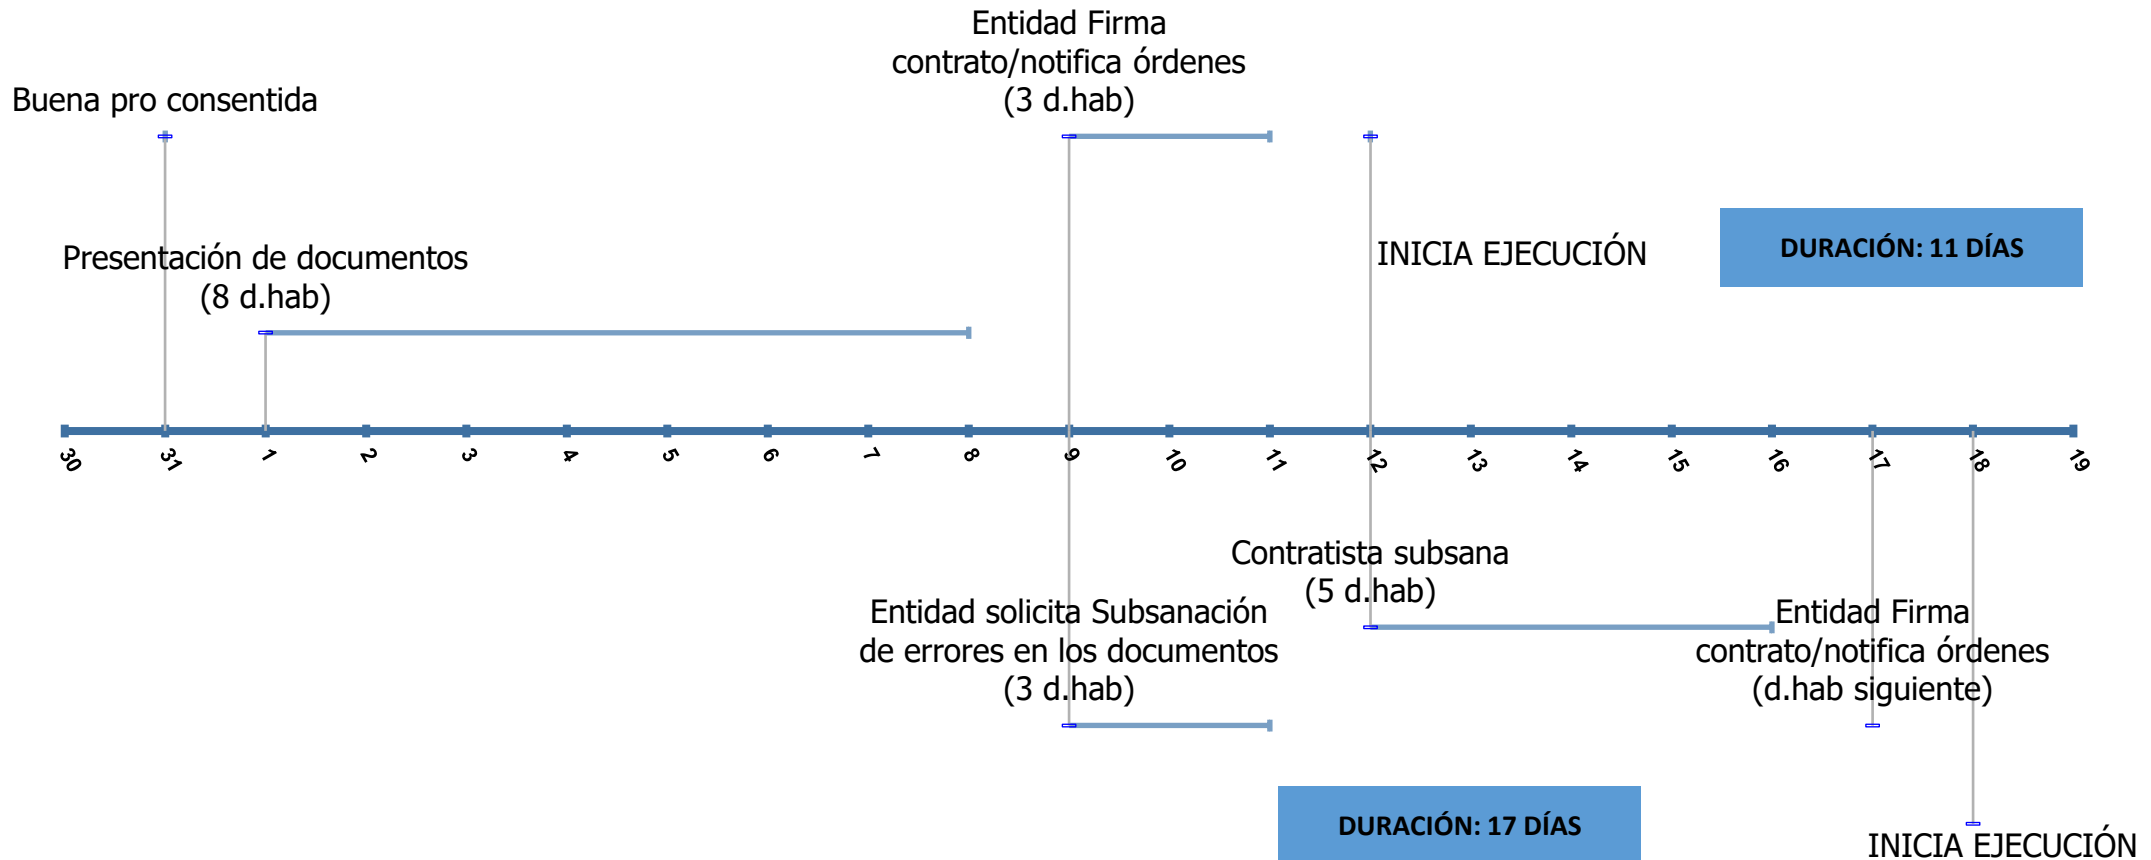 Entidad Firma
contrato/notifica órdenes
(3 d.hab)
Buena pro consentida
Presentación de documentos
(8 d.hab)
INICIA EJECUCIÓN
DURACIÓN: 11 DÍAS
30 31 1 2 3 4 5 6 7 8 9 10 11 12 13 14 15 16 17 18 19
Contratista subsana
(5 d.hab)
Entidad solicita Subsanación
de errores en los documentos
(3 d.hab)
Entidad Firma
contrato/notifica órdenes
(d.hab siguiente)
DURACIÓN: 17 DÍAS
INICIA EJECUCIÓN